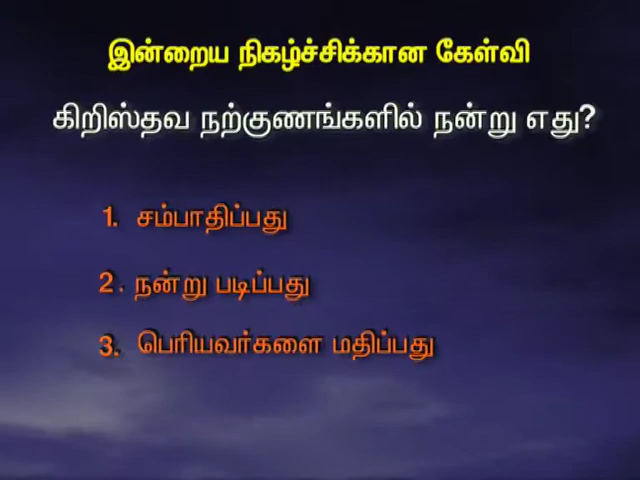 இன்றைய நிகழ்ச்சிக்கான கேள்வி
கிறிஸ்தவ நற்குணங்களில் நன்று எது?
1. சம்பாதிப்பது
2. நன்று படிப்பது
3. பெரியவர்களை மதிப்பது